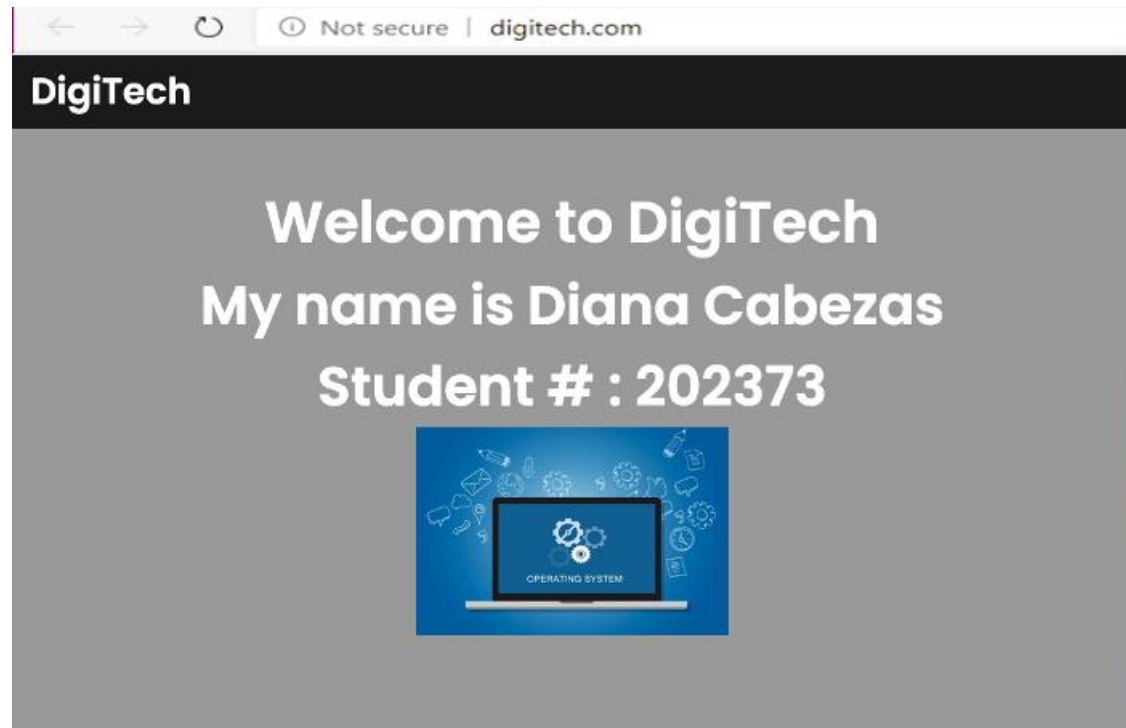 Not secure | digitech.com
DigiTech
Welcome to DigiTech
My name is Diana Cabezas
Student # : 202373
OPERATING SYSTEM